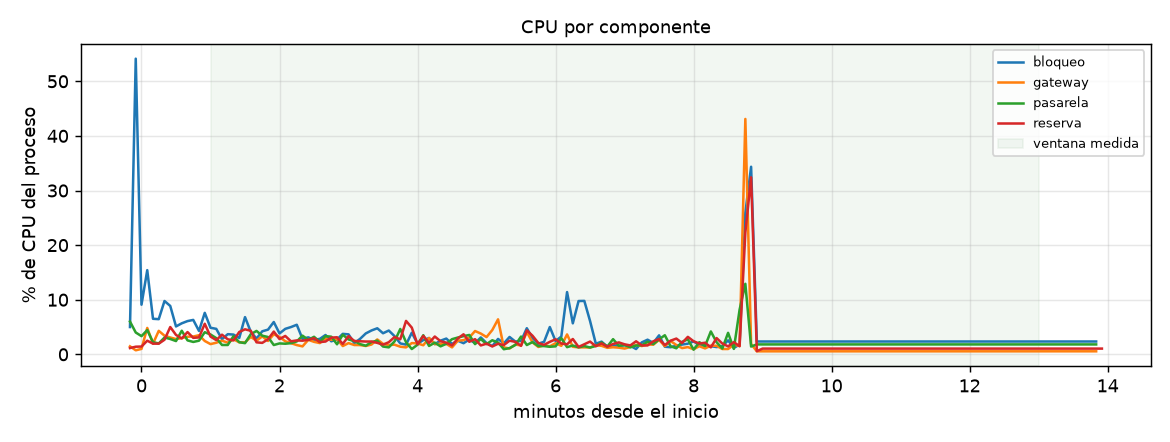 CPU por componente
% de CPU del proceso
50
40
30
20
10
0
bloqueo
gateway
pasarela
reserva
ventana medida
0 2 4 6 8 10 12 14
minutos desde el inicio